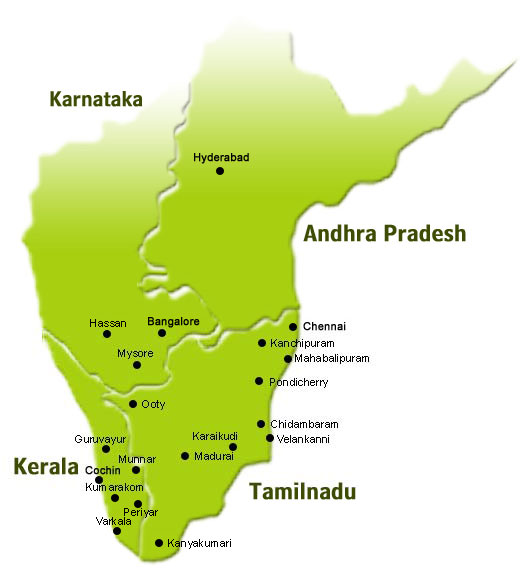 Karnataka
Hyderabad
Andhra Pradesh
Hassan
Bangalore
Chennai
Kanchipuram
Mysore
Mahabalipuram
Pondicherry
Ooty
Chidambaram
Guruvayur
Karaikudi
Velankanni
Munnar
Madurai
Kerala
Cochin
Kumarakom
Tamilnadu
Periyar
Varkala
Kanyakumari